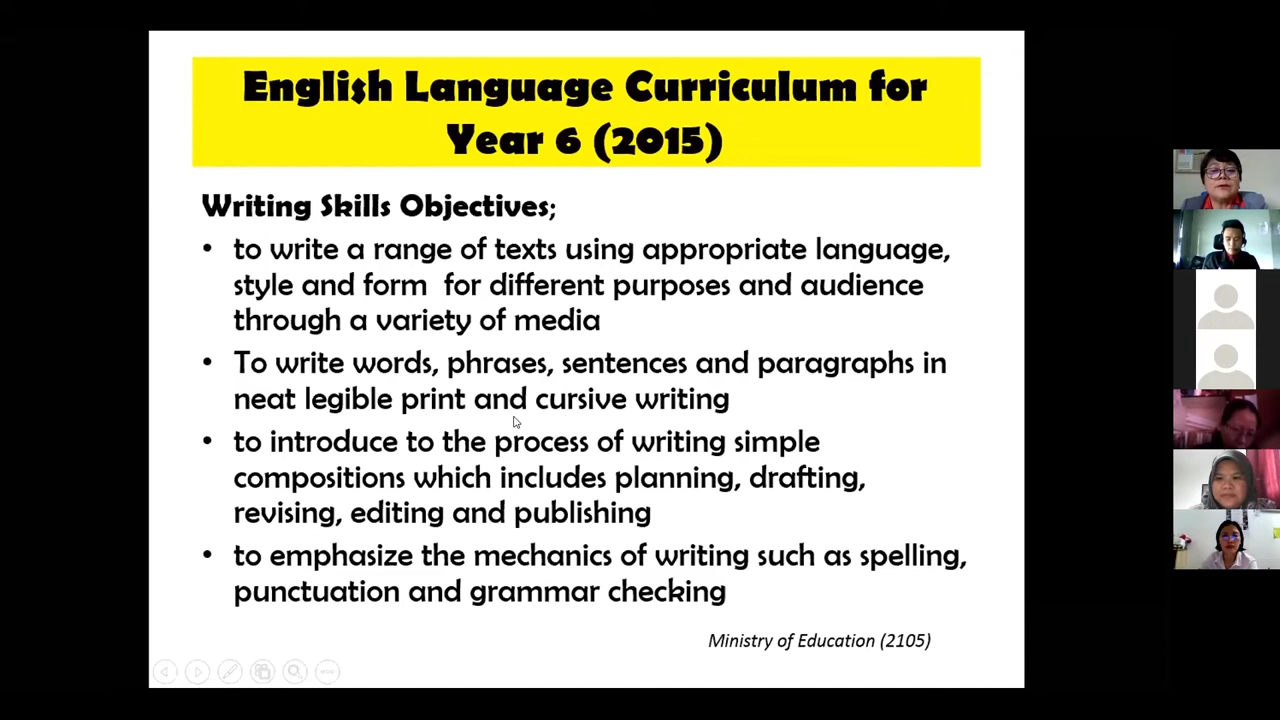 English Language Curriculum for
Year 6 (2015)
Writing Skills Objectives;
• to write a range of texts using appropriate language,
style and form for different purposes and audience
through a variety of media
• To write words, phrases, sentences and paragraphs in
neat legible print and cursive writing
• to introduce to the process of writing simple
compositions which includes planning, drafting,
revising, editing and publishing
• to emphasize the mechanics of writing such as spelling,
punctuation and grammar checking
Ministry of Education (2105)